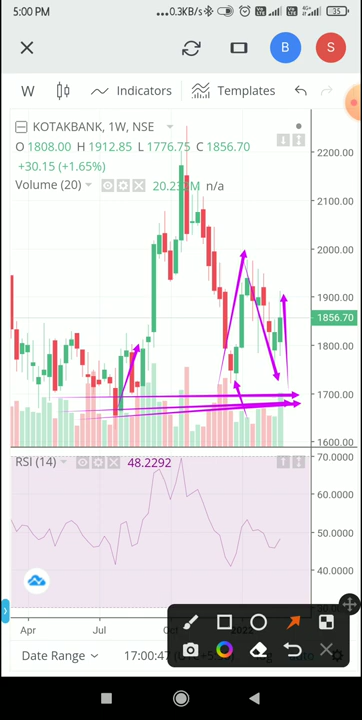 5:00 PM
...0.3KB/s
35
B
S
W
Indicators
Templates
KOTAKBANK, 1W, NSE
O 1808.00 H 1912.85 L 1776.75 C 1856.70
+30.15 (+1.65%)
Volume (20)
n/a
2200.00
2100.00
2000.00
1900.00
1856.70
1800.00
1700.00
1600.00
RSI (14)
48.2292
70.0000
60.0000
50.0000
40.0000
Apr
Jul
Oct
2022
Date Range
17:00:47